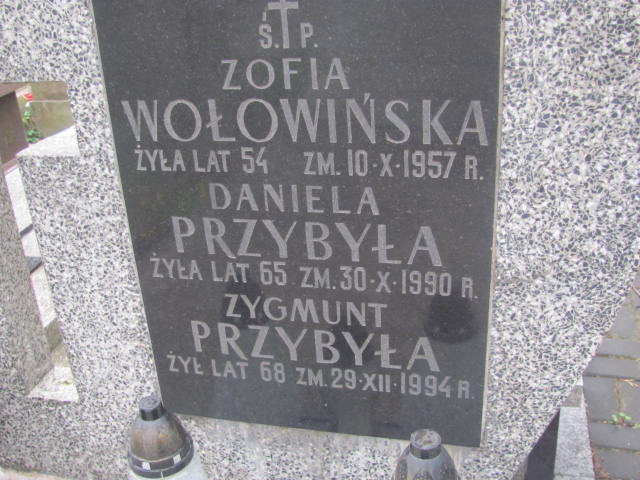 Ś.P.
ZOFIA
WOŁOWIŃSKA
ŻYŁA LAT 54 ZM. 10·X·1957 R.
DANIELA
PRZYBYŁA
ŻYŁA LAT 65 ZM. 30·X·1990 R.
ZYGMUNT
PRZYBYŁA
ŻYŁ LAT 68 ZM. 29·XII·1994 R.